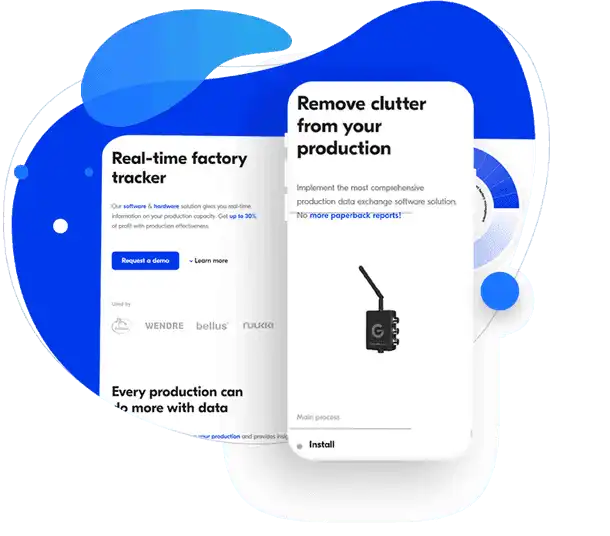 Real-time factory
tracker
Our software & hardware solution gives you real-time
information on your production capacity. Get up to 30%
of profit with production effectiveness.
Request a demo
Learn more
Used by
WENDRE
bellus
ruukki
Every production can
do more with data
your production and provides
Remove clutter
from your
production
Implement the most comprehensive
production data exchange software solution.
No more paperback reports!
G
Main process
Install